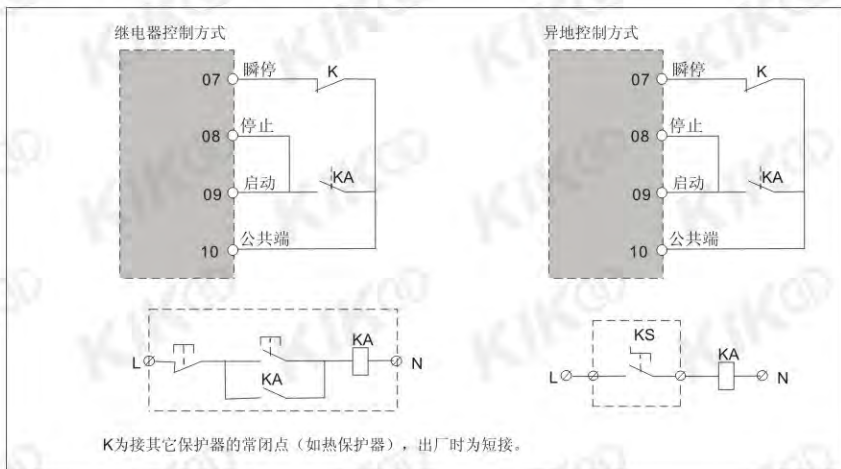 继电器控制方式
07 瞬停 K
08 停止
09 启动 KA
10 公共端
L KA N
KA
异地控制方式
07 瞬停 K
08 停止
09 启动 KA
10 公共端
KS
L KA N
K为接其它保护器的常闭点（如热保护器），出厂时为短接。